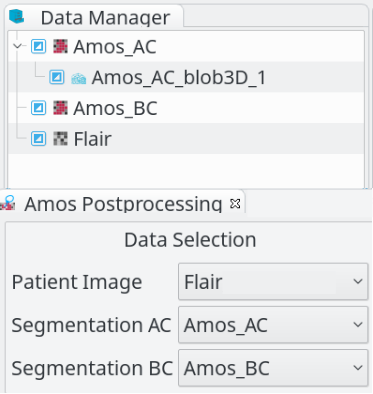 Data Manager
Amos_AC
Amos_AC_blob3D_1
Amos_BC
Flair
Amos Postprocessing
Data Selection
Patient Image Flair
Segmentation AC Amos_AC
Segmentation BC Amos_BC